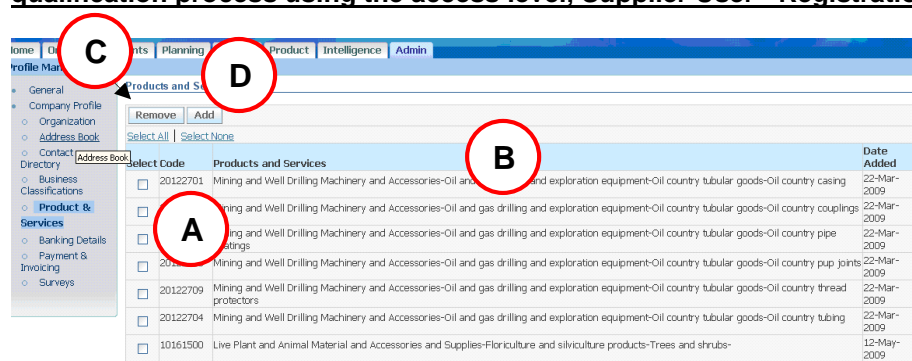 qualification process using the access level, Supplier User - Registration
C
D
Home
Planning Product Intelligence Admin
General
Company Profile
Organization
Address Book
Contact Directory
Address Book
Business Classifications
Product & Services
Banking Details
Payment & Invoicing
Surveys
Products and
Remove Add
Select All | Select None
B
Select Code Products and Services Date Added
20122701 Mining and Well Drilling Machinery and Accessories-Oil and drilling and exploration equipment-Oil country tubular goods-Oil country casing 22-Mar-2009
A
Mining and Well Drilling Machinery and Accessories-Oil and gas drilling and exploration equipment-Oil country tubular goods-Oil country couplings 22-Mar-2009
and Well Drilling Machinery and Accessories-Oil and gas drilling and exploration equipment-Oil country tubular goods-Oil country pipe 22-Mar-2009
Mining and Well Drilling Machinery and Accessories-Oil and gas drilling and exploration equipment-Oil country tubular goods-Oil country pup joints 22-Mar-2009
20122709 Mining and Well Drilling Machinery and Accessories-Oil and gas drilling and exploration equipment-Oil country tubular goods-Oil country thread protectors 22-Mar-2009
20122704 Mining and Well Drilling Machinery and Accessories-Oil and gas drilling and exploration equipment-Oil country tubular goods-Oil country tubing 22-Mar-2009
10161500 Live Plant and Animal Material and Accessories and Supplies-Floriculture and silviculture products-Trees and shrubs- 12-May-2009